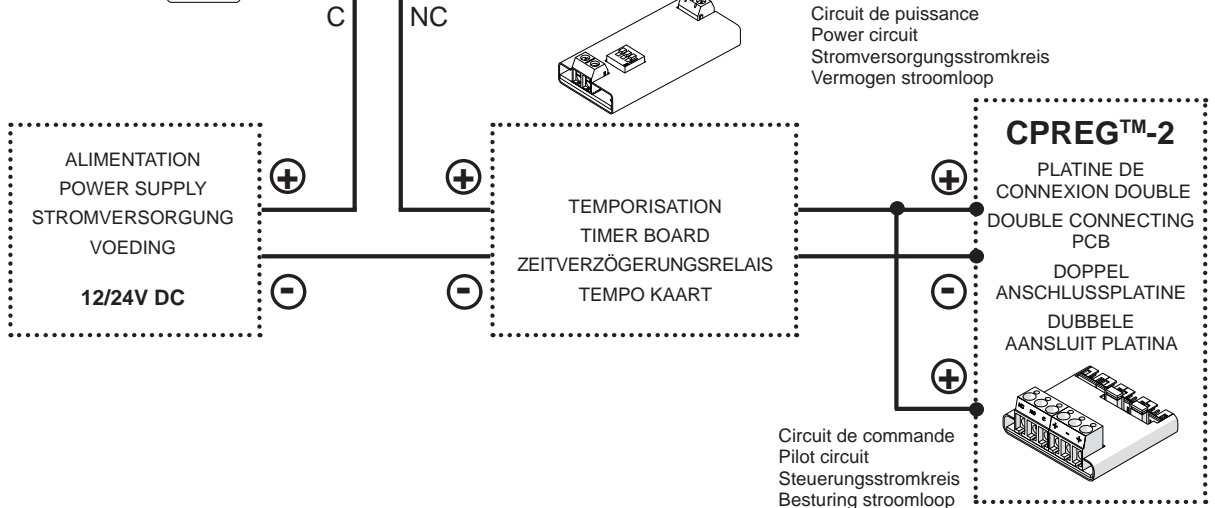 C
NC
Circuit de puissance
Power circuit
Stromversorgungsstromkreis
Vermogen stroomloop
ALIMENTATION
POWER SUPPLY
STROMVERSORGUNG
VOEDING
12/24V DC
+
-
+
-
TEMPORISATION
TIMER BOARD
ZEITVERZÖGERUNGSRELAIS
TEMPO KAART
+
-
+
CPREG™-2
PLATINE DE
CONNEXION DOUBLE
DOUBLE CONNECTING
PCB
DOPPEL
ANSCHLUSSPLATINE
DUBBELE
AANSLUIT PLATINA
Circuit de commande
Pilot circuit
Steuerungsstromkreis
Besturing stroomloop